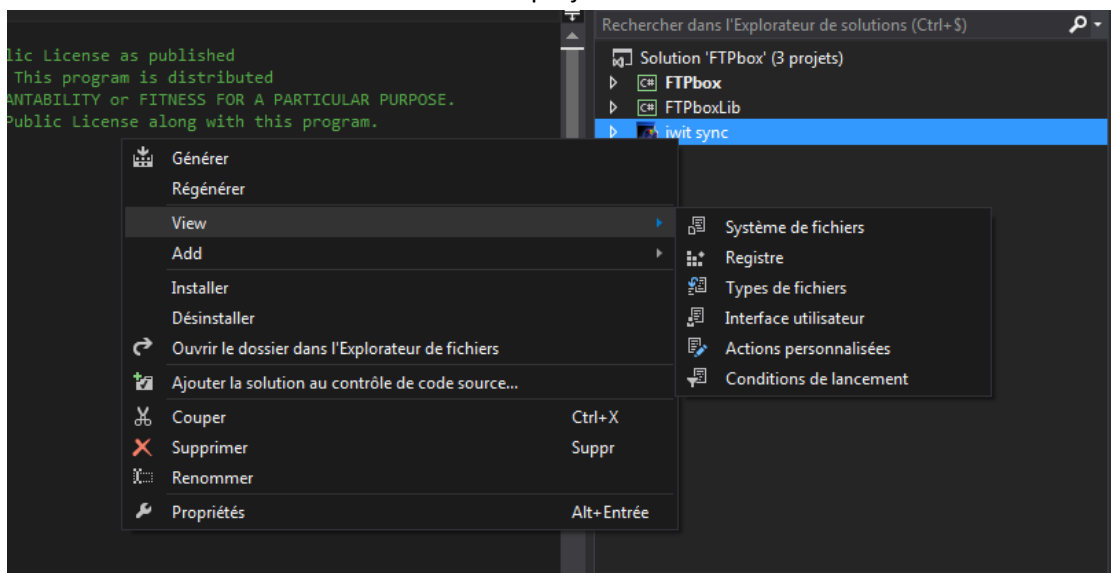 Rechercher dans l'Explorateur de solutions (Ctrl+$)
lic License as published
This program is distributed
ANTABILITY or FITNESS FOR A PARTICULAR PURPOSE.
Public License along with this program.
Solution 'FTPbox' (3 projets)
C# FTPbox
C# FTPboxLib
iwit sync
Générer
Régénérer
View
Add
Installer
Désinstaller
Ouvrir le dossier dans l'Explorateur de fichiers
Ajouter la solution au contrôle de code source...
Couper Ctrl+X
Supprimer Suppr
Renommer
Propriétés Alt+Entrée
Système de fichiers
Registre
Types de fichiers
Interface utilisateur
Actions personnalisées
Conditions de lancement